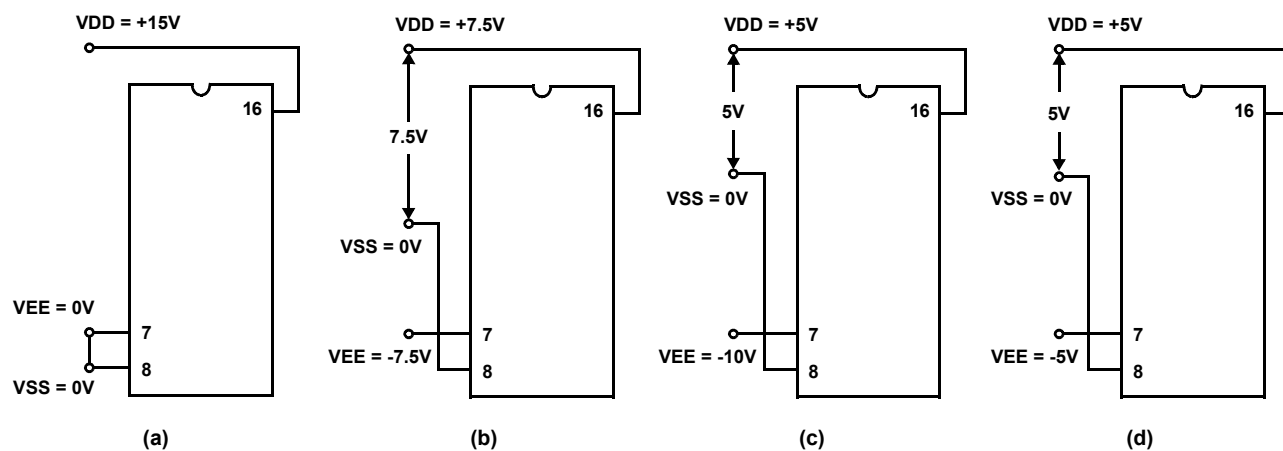 VDD = +15V
16
VEE = 0V
7
8
VSS = 0V
(a)
VDD = +7.5V
16
7.5V
VSS = 0V
7
VEE = -7.5V
8
(b)
VDD = +5V
16
5V
VSS = 0V
7
VEE = -10V
8
(c)
VDD = +5V
16
5V
VSS = 0V
7
VEE = -5V
8
(d)